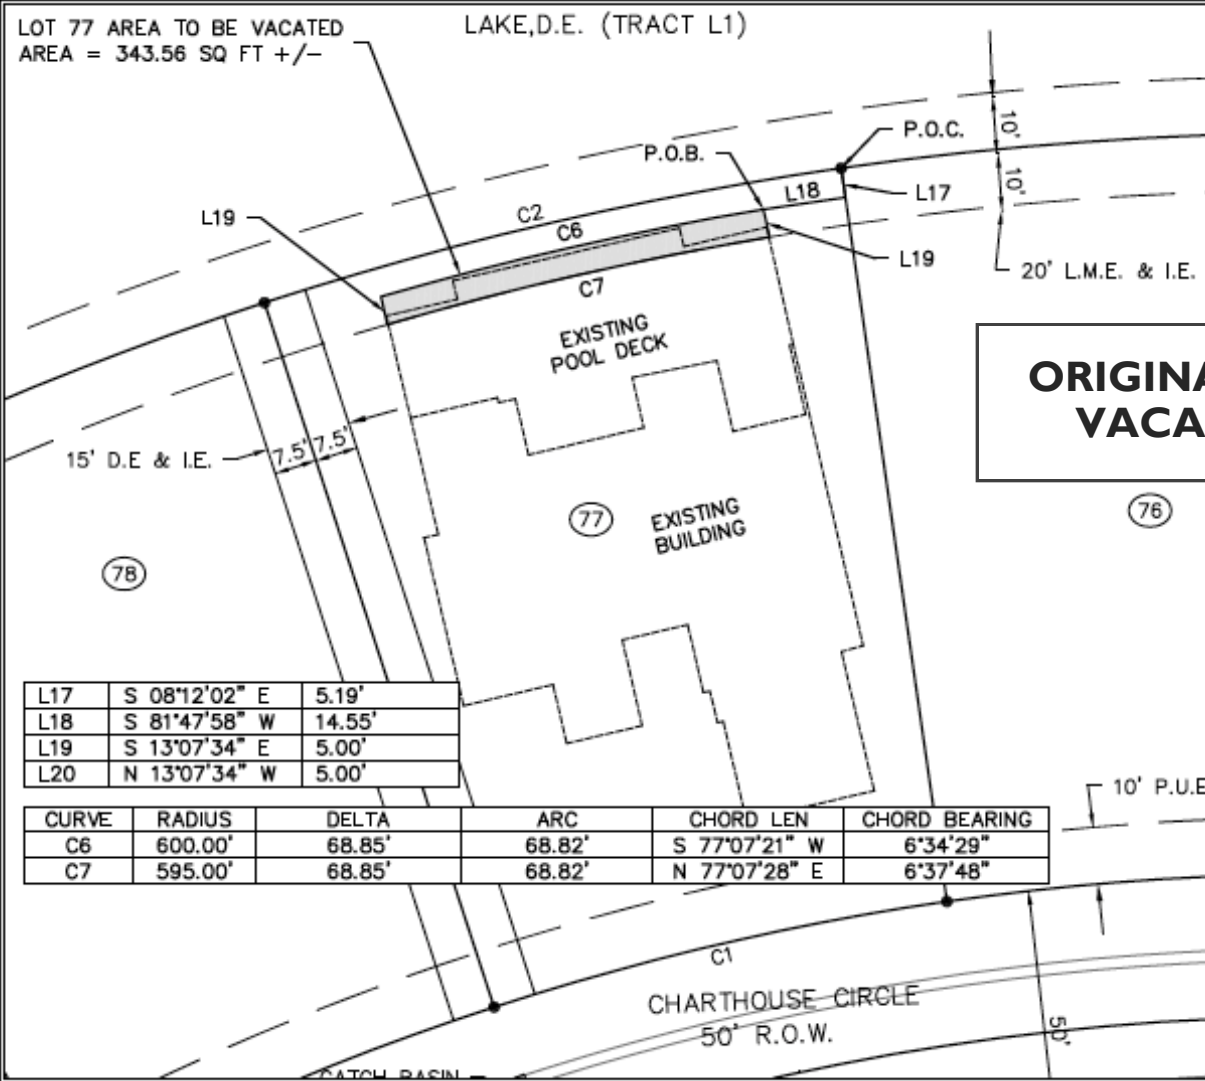 LOT 77 AREA TO BE VACATED
AREA = 343.56 SQ FT +/-
LAKE,D.E. (TRACT L1)
P.O.C.
10'
P.O.B.
L18
L17
10'
L19
C2
C6
L19
20' L.M.E. & I.E.
C7
EXISTING
POOL DECK
ORIGINA
VACA
15' D.E & I.E.
7.5' 7.5'
77
EXISTING
BUILDING
76
78
L17 S 08°12'02" E 5.19'
L18 S 81°47'58" W 14.55'
L19 S 13°07'34" E 5.00'
L20 N 13°07'34" W 5.00'
10' P.U.E
CURVE RADIUS DELTA ARC CHORD LEN CHORD BEARING
C6 600.00' 68.85' 68.82' S 77°07'21" W 6°34'29"
C7 595.00' 68.85' 68.82' N 77°07'28" E 6°37'48"
C1
CHARTHOUSE CIRCLE
50' R.O.W.
50'
CATCH BASIN